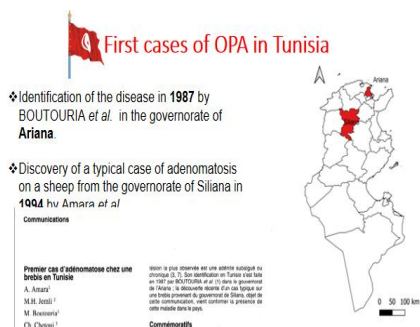 First cases of OPA in Tunisia
❖Identification of the disease in 1987 by
BOUTOURIA et al. in the governorate of
Ariana.
❖Discovery of a typical case of adenomatosis
on a sheep from the governorate of Siliana in
1994 by Amara et al
Communications
Premier cas d'adénomatose chez une
brebis en Tunisie
A. Amara¹
M.H. Jemli ²
M. Boutouria³
Ch. Chetoui ³
lésion la plus observée est une adénite subaiguë ou
chronique (3, 7). Son identification en Tunisie s'est faite
en 1987 par BOUTOURIA et al (1) dans le governorat
de l'Ariana ; la découverte récente d'un cas typique sur
une brebis provenant du governorat de Siliana, objet de
cette communication, vient confirmer la présence de
cette maladie dans le pays.
Commémoratifs
Ariana
0 50 100 km